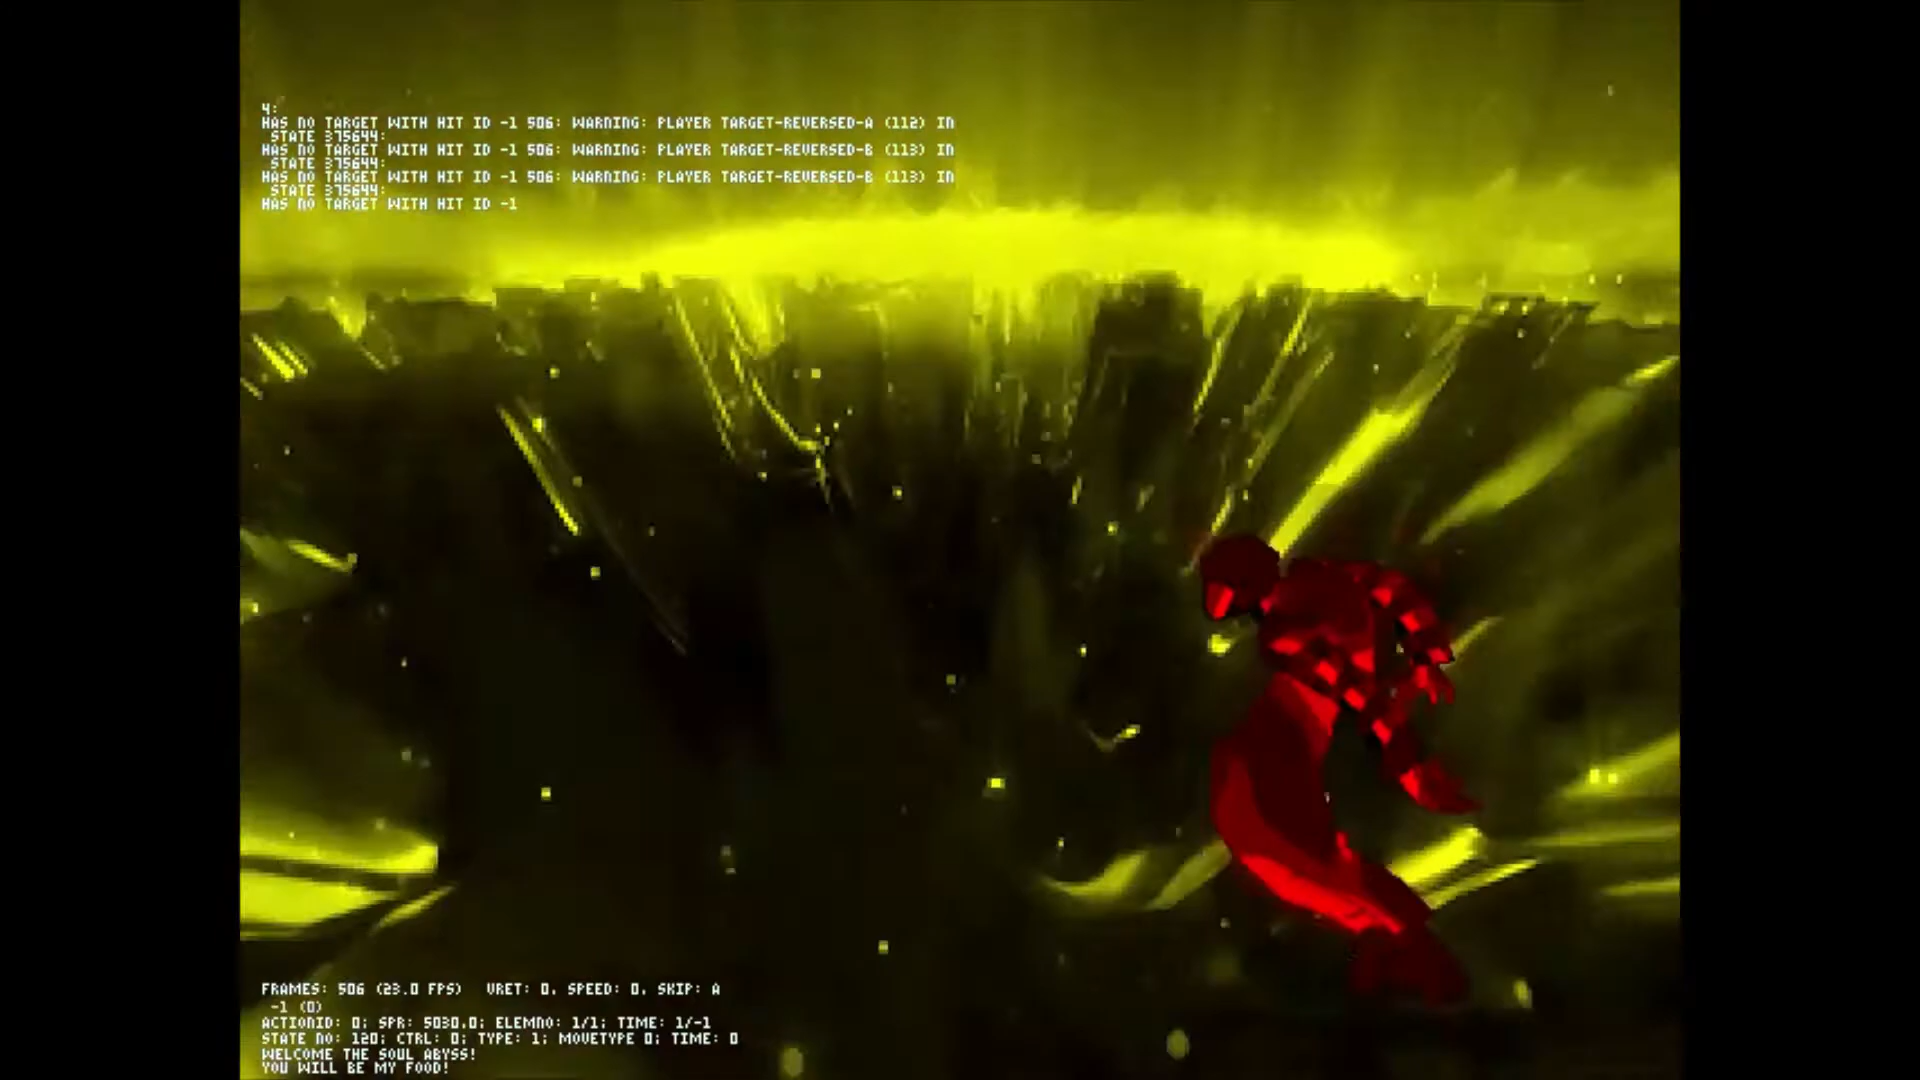 4:
HAS NO TARGET WITH HIT ID -1 506: WARNING: PLAYER TARGET-REVERSED-A (112) IN
STATE 375644:
HAS NO TARGET WITH HIT ID -1 506: WARNING: PLAYER TARGET-REVERSED-B (113) IN
STATE 375644:
HAS NO TARGET WITH HIT ID -1 506: WARNING: PLAYER TARGET-REVERSED-B (113) IN
STATE 375644:
HAS NO TARGET WITH HIT ID -1
FRAMES: 506 (23.0 FPS) VRET: 0. SPEED: 0. SKIP: A
-1 (0)
ACTIONID: 0; SPR: 5030.0; ELEMNO: 1/1; TIME: 1/-1
STATE NO: 120; CTRL: 0; TYPE: 1; MOVETYPE 0; TIME: 0
WELCOME THE SOUL ABYSS!
YOU WILL BE MY FOOD!